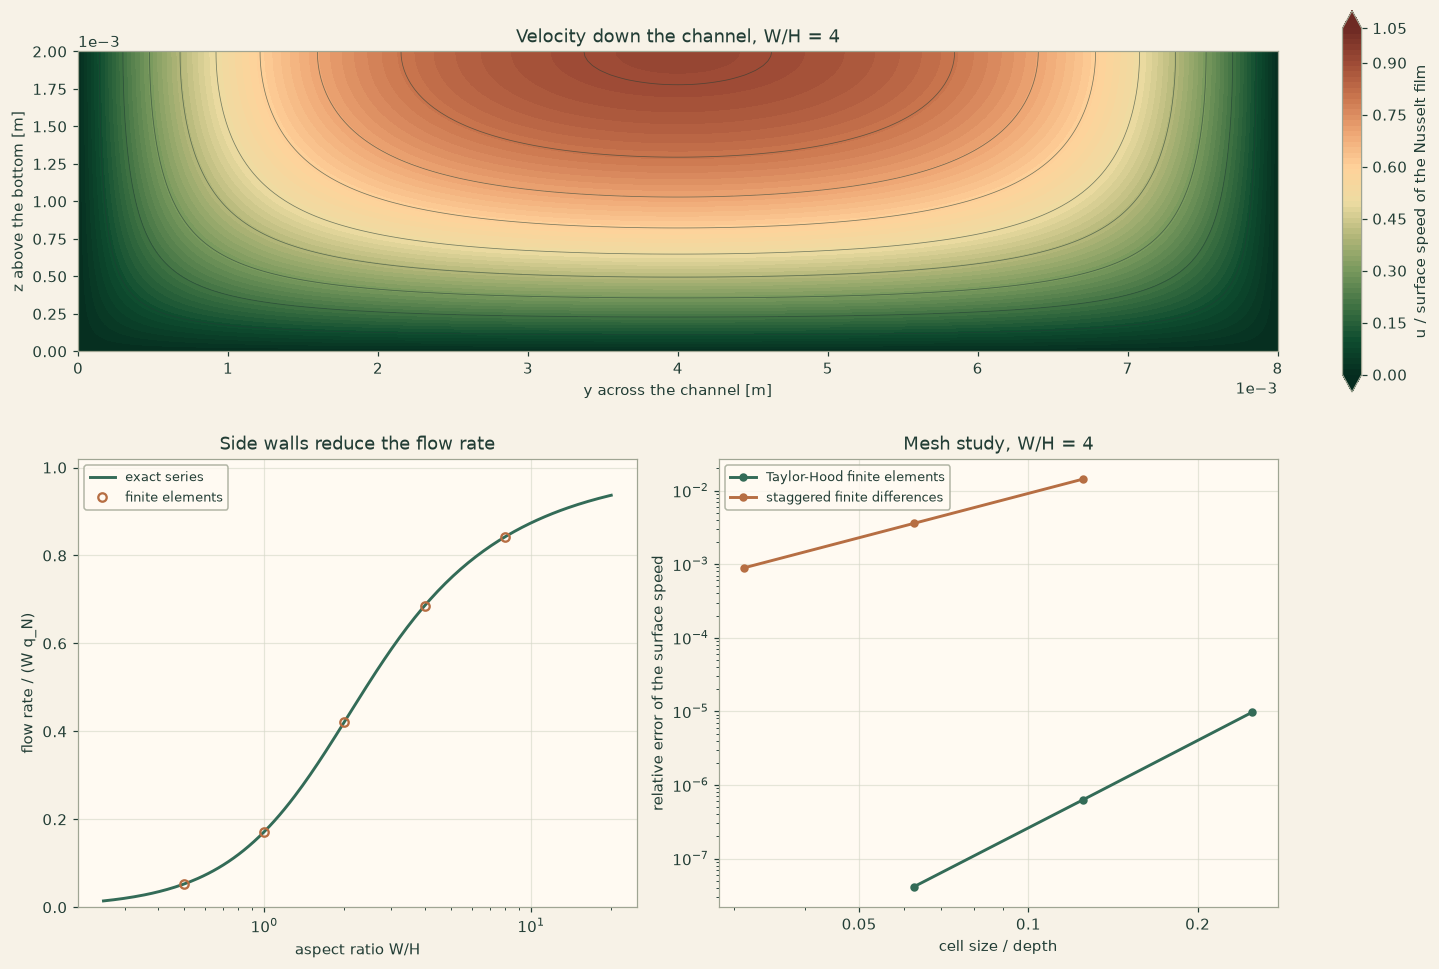 Velocity down the channel, W/H = 4
1e−3
2.00
1.75
1.50
1.25
1.00
0.75
0.50
0.25
0.00
z above the bottom [m]
0 1 2 3 4 5 6 7 8
1e−3
y across the channel [m]
1.05
0.90
0.75
0.60
0.45
0.30
0.15
0.00
u / surface speed of the Nusselt film
Side walls reduce the flow rate
exact series
finite elements
1.0
0.8
0.6
0.4
0.2
0.0
flow rate / (W q_N)
10⁰ 10¹
aspect ratio W/H
Mesh study, W/H = 4
Taylor-Hood finite elements
staggered finite differences
10⁻²
10⁻³
10⁻⁴
10⁻⁵
10⁻⁶
10⁻⁷
relative error of the surface speed
0.05 0.1 0.2
cell size / depth